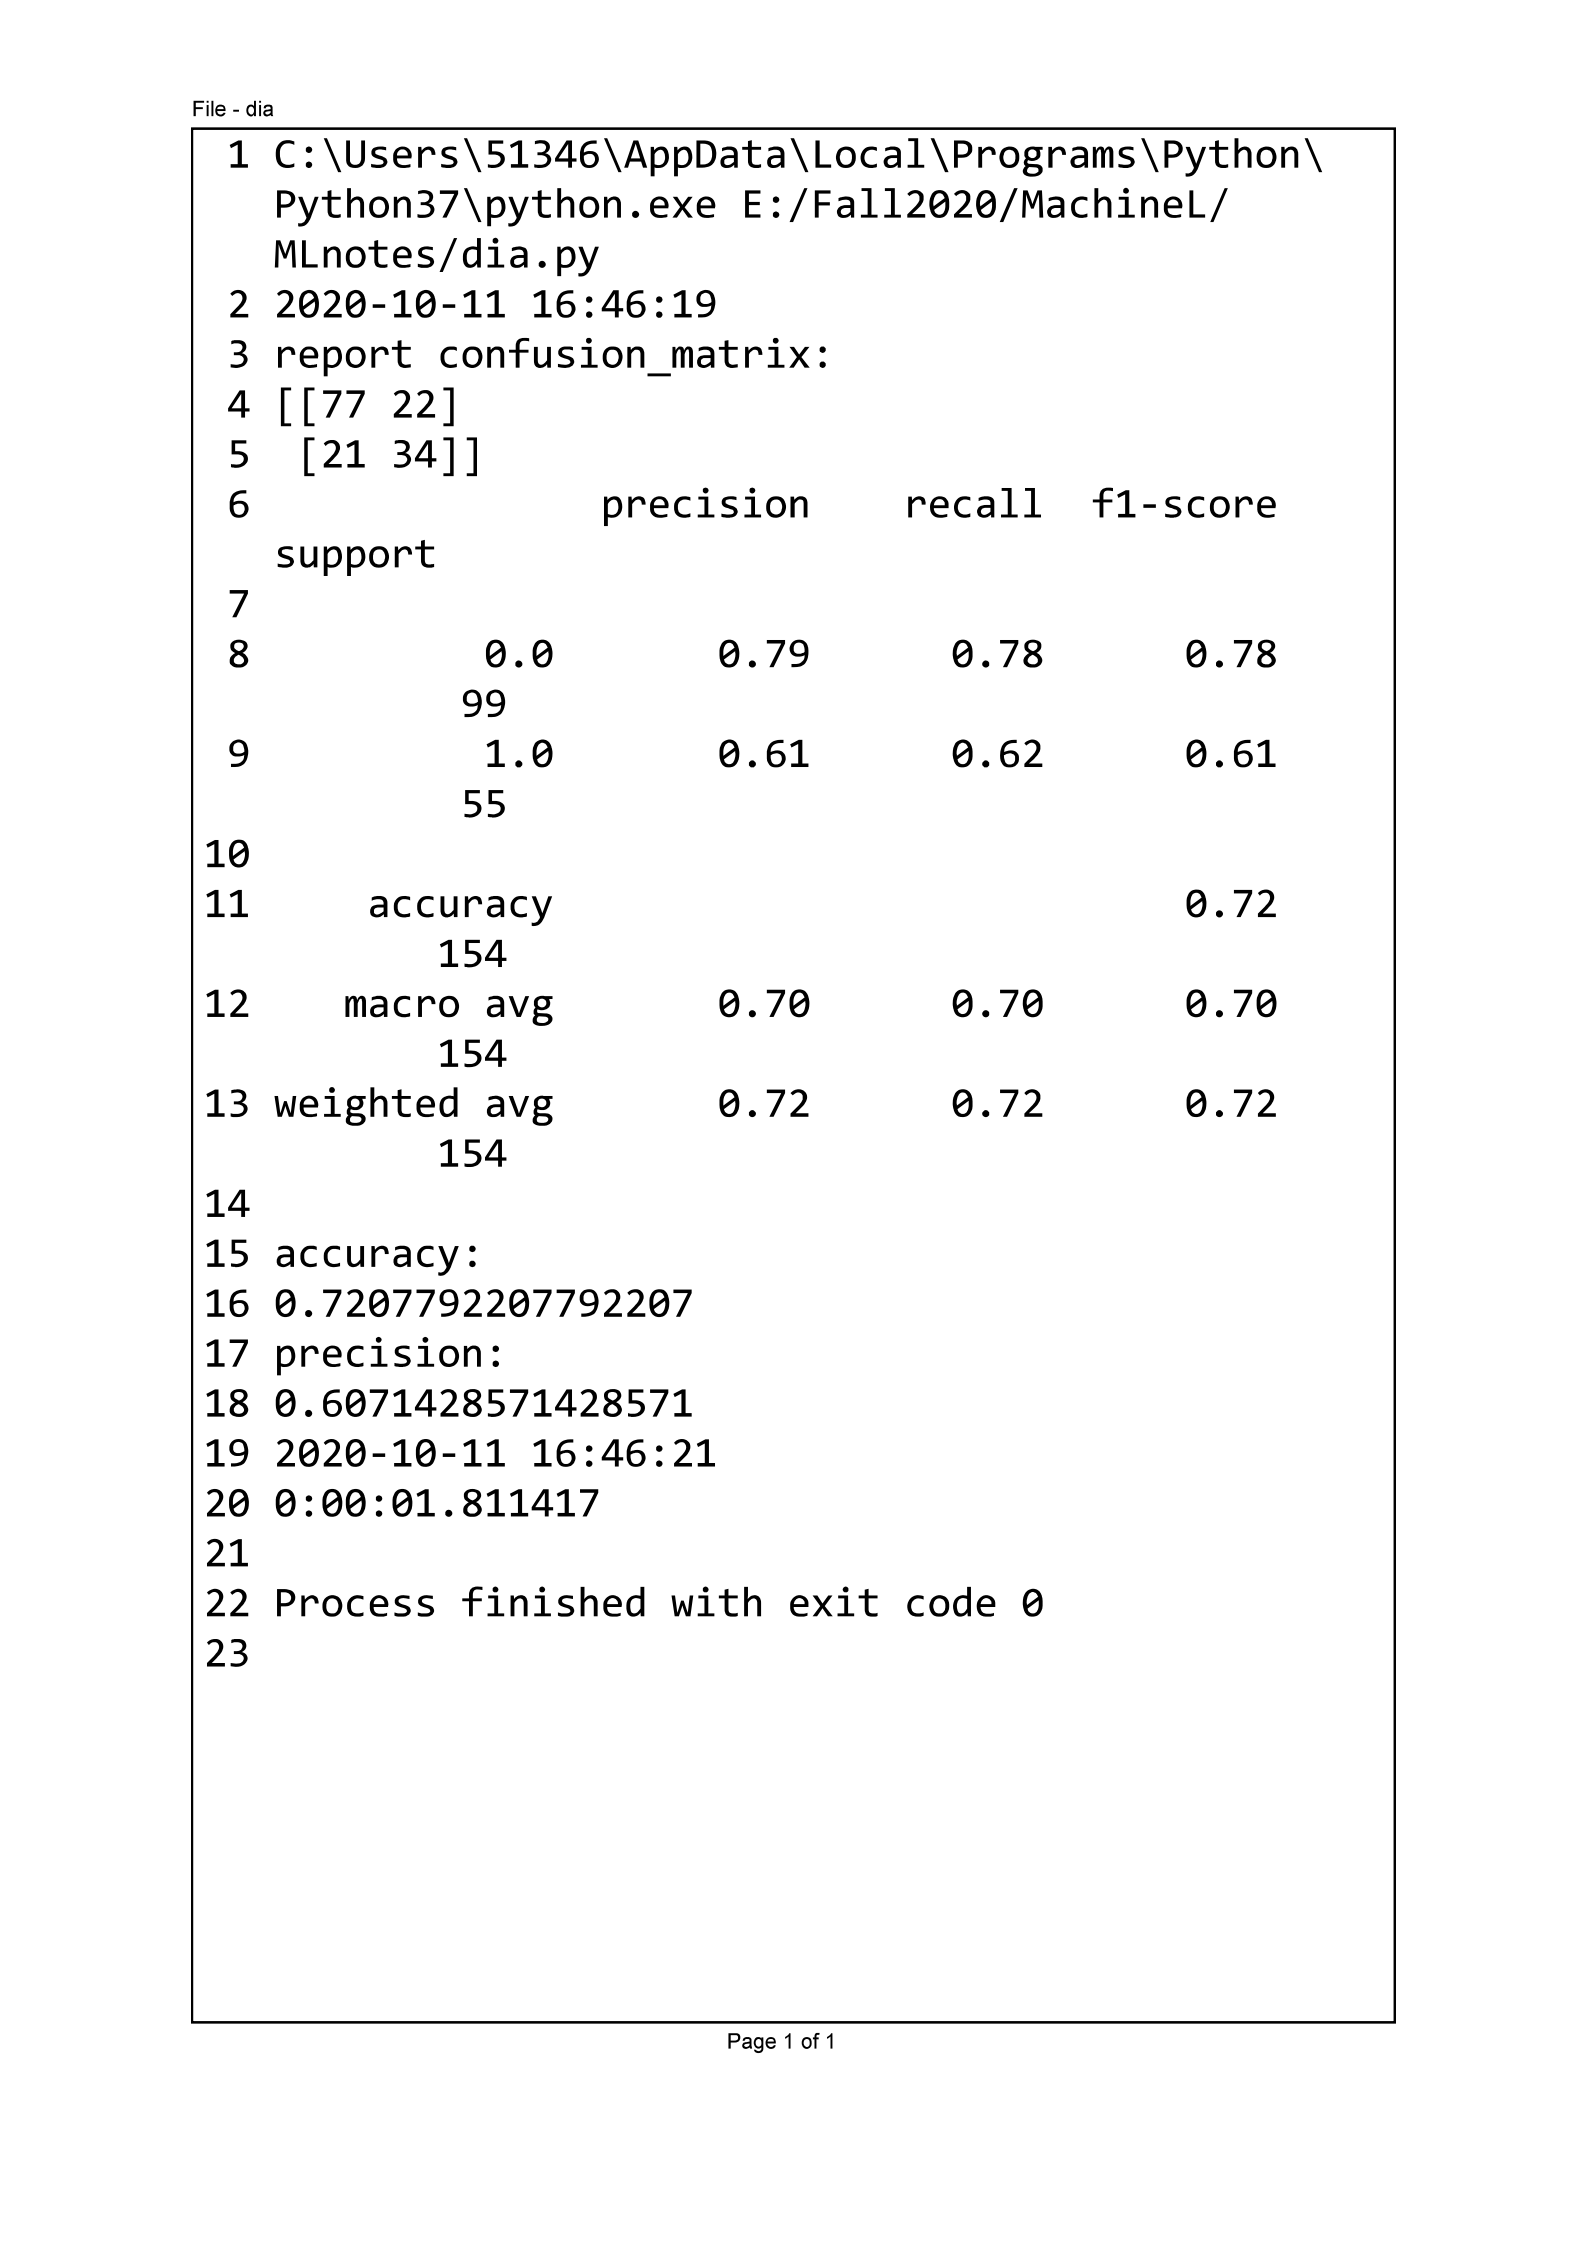 File - dia
1 C:\Users\51346\AppData\Local\Programs\Python\
Python37\python.exe E:/Fall2020/MachineL/
MLnotes/dia.py
2 2020-10-11 16:46:19
3 report confusion_matrix:
4 [[77 22]
5  [21 34]]
6               precision    recall  f1-score
support
7
8          0.0       0.79      0.78      0.78
99
9          1.0       0.61      0.62      0.61
55
10
11     accuracy                           0.72
154
12    macro avg       0.70      0.70      0.70
154
13 weighted avg       0.72      0.72      0.72
154
14
15 accuracy:
16 0.7207792207792207
17 precision:
18 0.6071428571428571
19 2020-10-11 16:46:21
20 0:00:01.811417
21
22 Process finished with exit code 0
23
Page 1 of 1